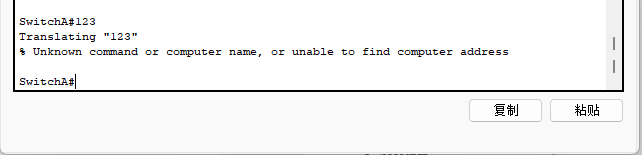 SwitchA#123
Translating "123"
% Unknown command or computer name, or unable to find computer address
SwitchA#
复制 粘贴